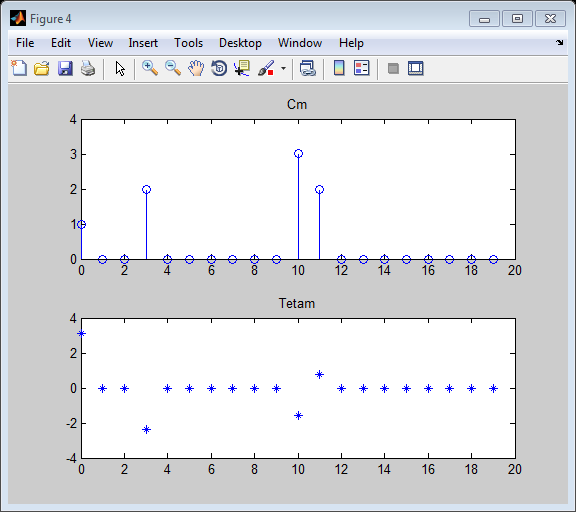 Figure 4
File Edit View Insert Tools Desktop Window Help
Cm
4
3
2
1
0
0 2 4 6 8 10 12 14 16 18 20
Tetam
4
2
0
-2
-4
0 2 4 6 8 10 12 14 16 18 20